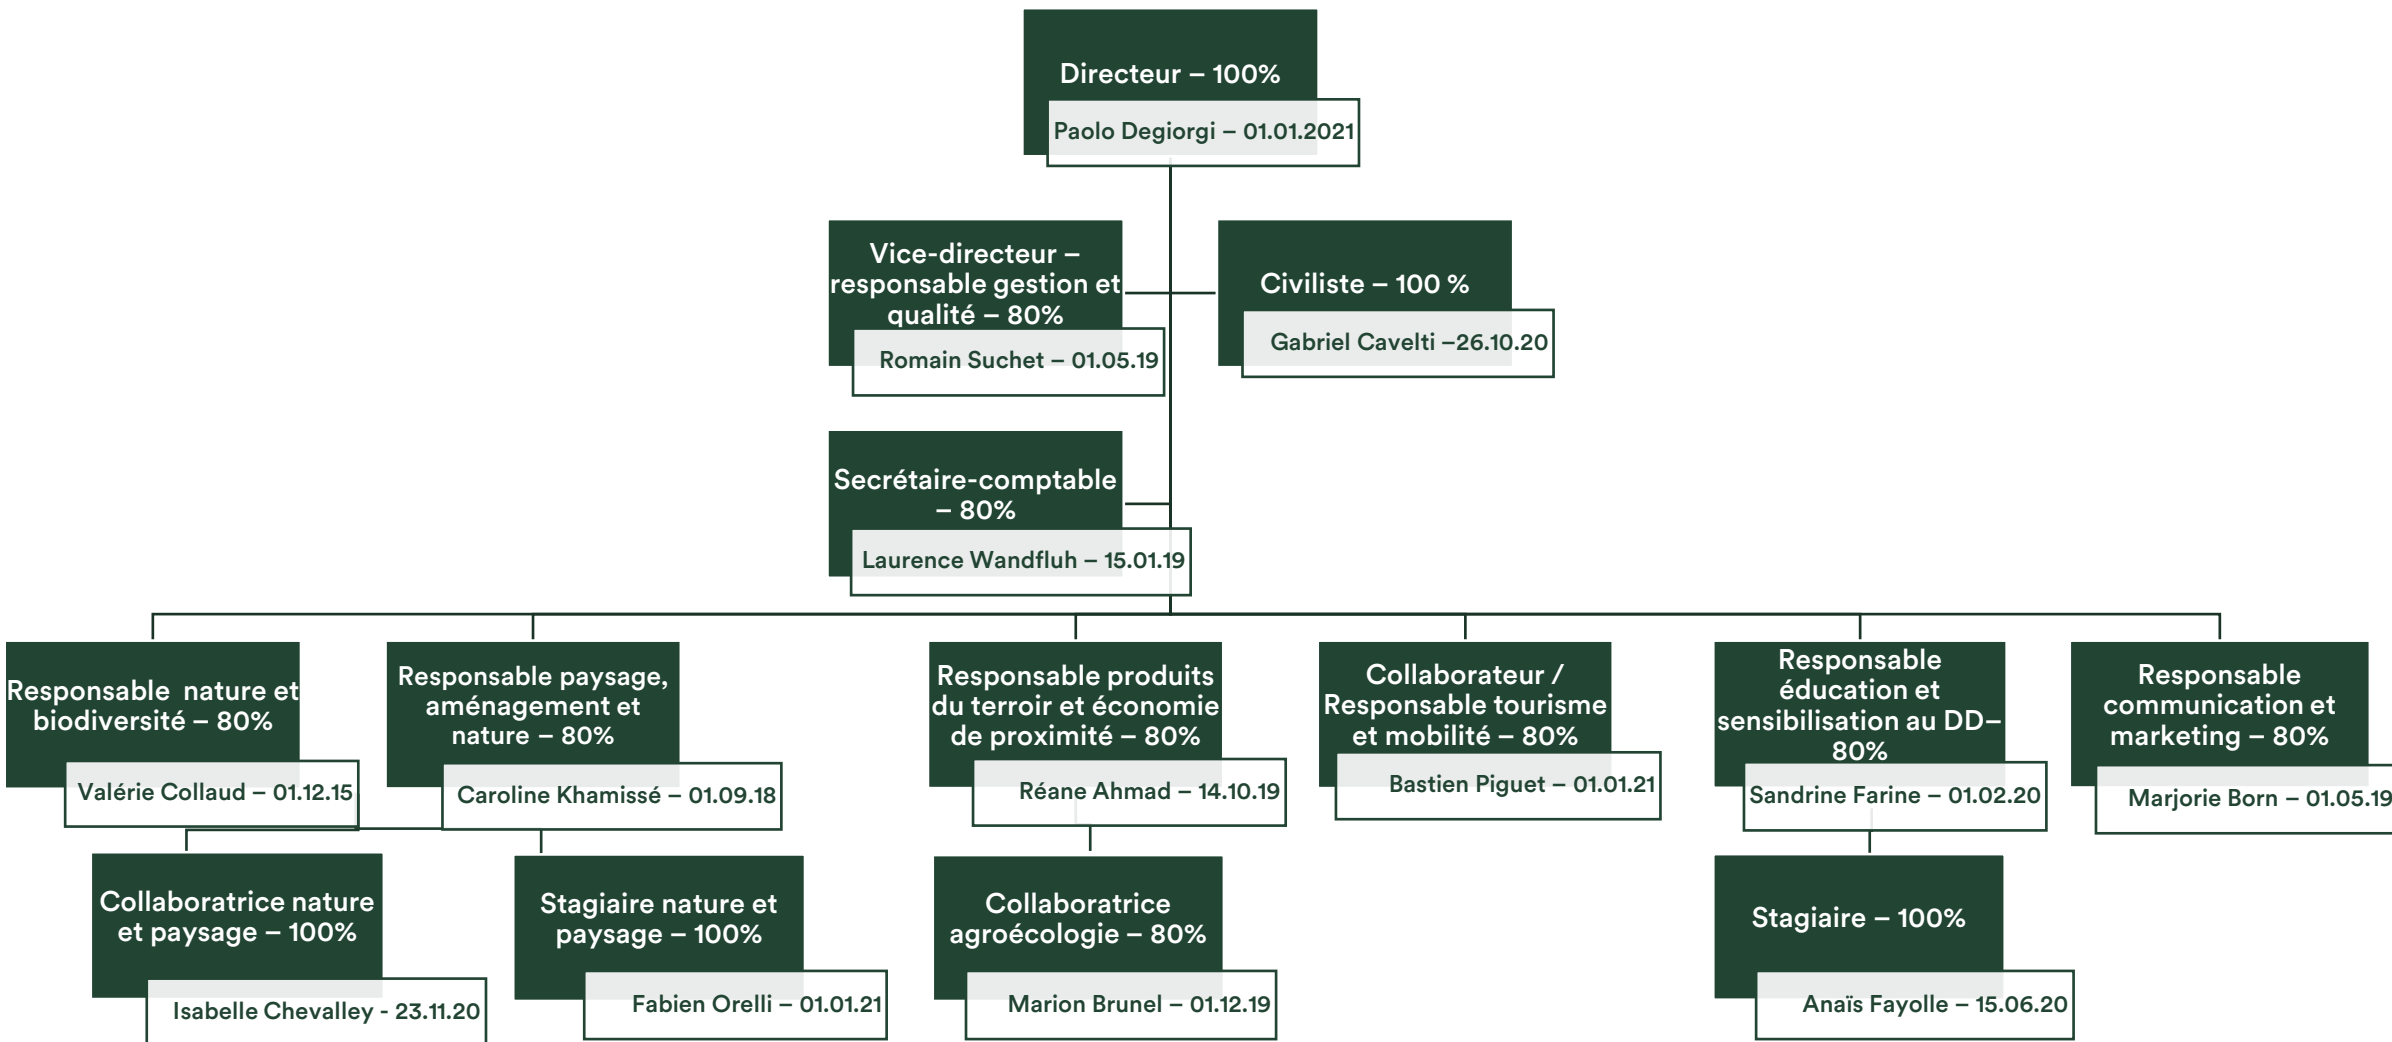 Directeur – 100%
Paolo Degiorgi – 01.01.2021
Vice-directeur –
responsable gestion et
qualité – 80%
Romain Suchet – 01.05.19
Civiliste – 100 %
Gabriel Cavelti –26.10.20
Secrétaire-comptable
– 80%
Laurence Wandfluh – 15.01.19
Responsable nature et
biodiversité – 80%
Valérie Collaud – 01.12.15
Responsable paysage,
aménagement et
nature – 80%
Caroline Khamissé – 01.09.18
Responsable produits
du terroir et économie
de proximité – 80%
Réane Ahmad – 14.10.19
Collaborateur /
Responsable tourisme
et mobilité – 80%
Bastien Piguet – 01.01.21
Responsable
éducation et
sensibilisation au DD–
80%
Sandrine Farine – 01.02.20
Responsable
communication et
marketing – 80%
Marjorie Born – 01.05.19
Collaboratrice nature
et paysage – 100%
Isabelle Chevalley - 23.11.20
Stagiaire nature et
paysage – 100%
Fabien Orelli – 01.01.21
Collaboratrice
agroécologie – 80%
Marion Brunel – 01.12.19
Stagiaire – 100%
Anaïs Fayolle – 15.06.20